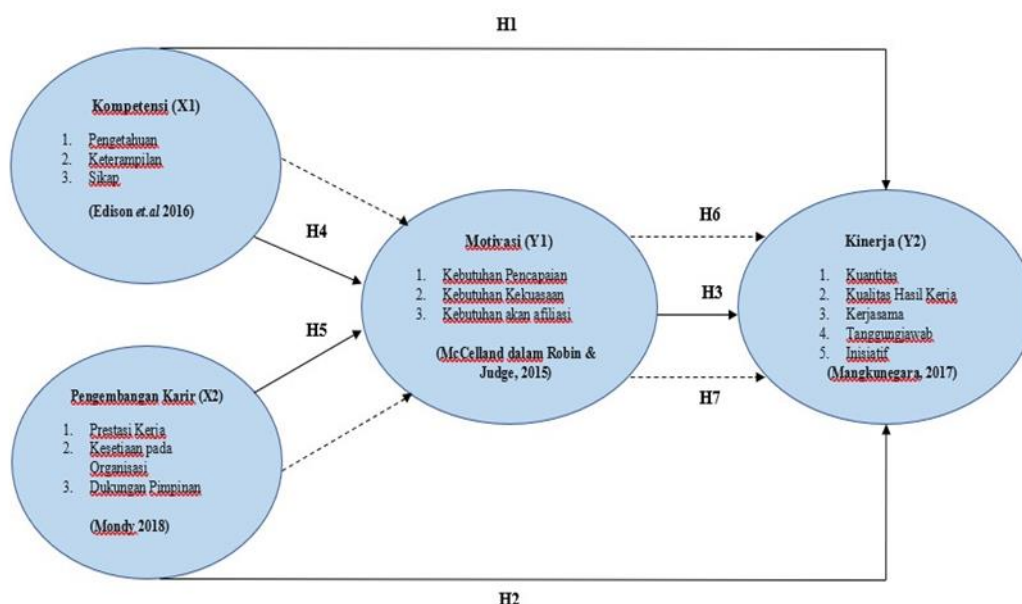 H1
Kompetensi (X1)
1. Pengetahuan
2. Keterampilan
3. Sikap
(Edison et.al 2016)
H4
H5
Pengembangan Karir (X2)
1. Prestasi Kerja
2. Kesetiaan pada
Organisasi
3. Dukungan Pimpinan
(Mondy 2018)
Motivasi (Y1)
1. Kebutuhan Pencapaian
2. Kebutuhan Kekuasaan
3. Kebutuhan akan afiliasi
(McCelland dalam Robin &
Judge, 2015)
H6
H3
H7
Kinerja (Y2)
1. Kuantitas
2. Kualitas Hasil Kerja
3. Kerjasama
4. Tanggungjawab
5. Inisiatif
(Mangkunegara, 2017)
H2